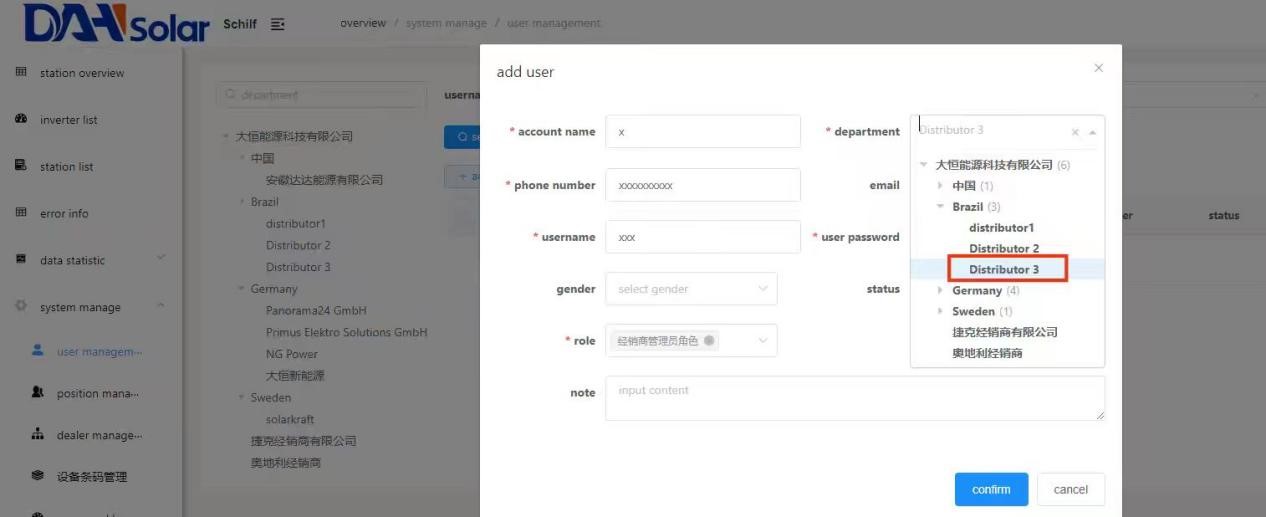 DAH Solar Schilf overview / system manage / user management
station overview
inverter list
station list
error info
data statistic
system manage
user managem···
position mana···
dealer manage···
设备条码管理
department
userna
大恒能源科技有限公司
中国
安徽达达能源有限公司
Brazil
distributor1
Distributor 2
Distributor 3
Germany
Panorama24 GmbH
Primus Elektro Solutions GmbH
NG Power
大恒新能源
Sweden
solarkraft
捷克经销商有限公司
奥地利经销商
add user
* account name x
* phone number xxxxxxxxxx
* username xxx
gender select gender
* role 经销商管理员角色
note input content
* department Distributor 3
email
* user password
status
大恒能源科技有限公司 (6)
中国 (1)
Brazil (3)
distributor1
Distributor 2
Distributor 3
Germany (4)
Sweden (1)
捷克经销商有限公司
奥地利经销商
confirm cancel
er status